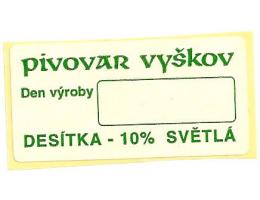 PIVOVAR VYŠKOV
Den výroby
DESÍTKA - 10% SVĚTLÁ